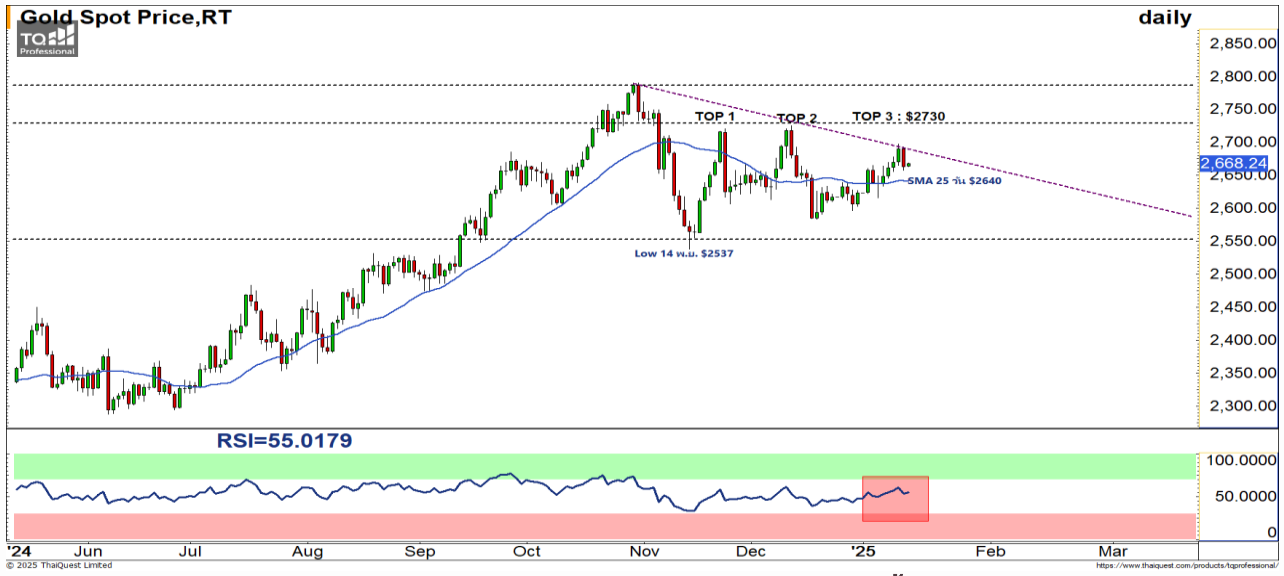 Gold Spot Price,RT
daily
TQ
Professional
2,850.00
2,800.00
2,750.00
2,700.00
2,668.24
2,650.00
2,600.00
2,550.00
2,500.00
2,450.00
2,400.00
2,350.00
2,300.00
TOP 1
TOP 2
TOP 3 : $2730
SMA 25 วัน $2640
Low 14 พ.ย. $2537
RSI=55.0179
100.0000
50.0000
0
'24 Jun Jul Aug Sep Oct Nov Dec '25 Feb Mar
© 2025 ThaiQuest Limited
https://www.thaiquest.com/products/tqprofessional/